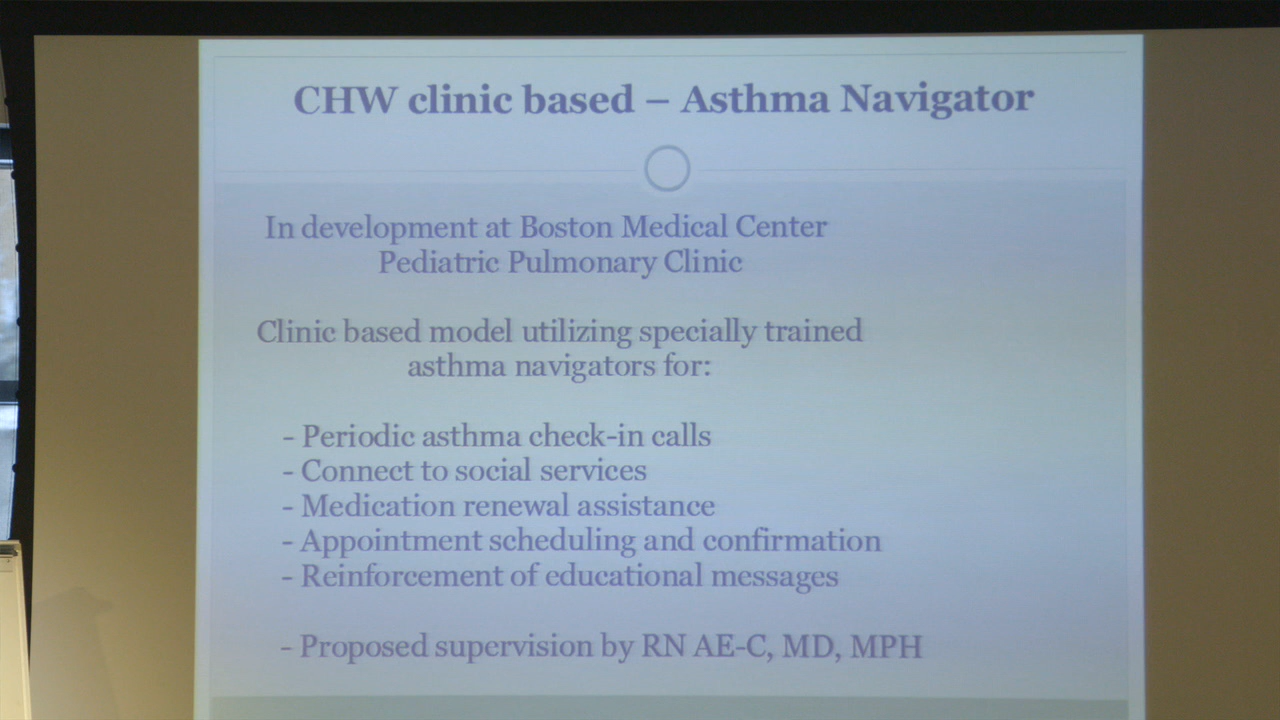 CHW clinic based – Asthma Navigator
In development at Boston Medical Center
Pediatric Pulmonary Clinic
Clinic based model utilizing specially trained
asthma navigators for:
- Periodic asthma check-in calls
- Connect to social services
- Medication renewal assistance
- Appointment scheduling and confirmation
- Reinforcement of educational messages
- Proposed supervision by RN AE-C, MD, MPH